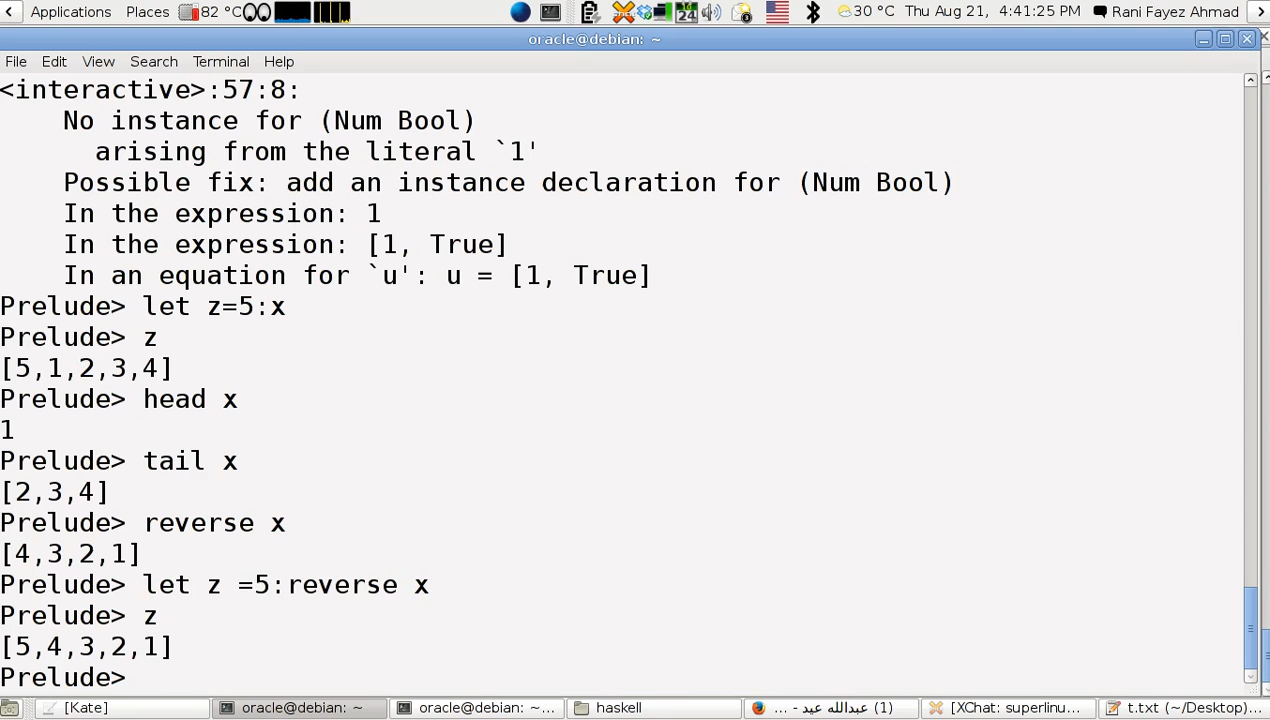 Applications Places 82 °C 24 30 °C Thu Aug 21 4:41:25 PM Rani Fayez Ahmad
oracle@debian: ~
File Edit View Search Terminal Help
<interactive>:57:8:
No instance for (Num Bool)
arising from the literal `1'
Possible fix: add an instance declaration for (Num Bool)
In the expression: 1
In the expression: [1, True]
In an equation for `u': u = [1, True]
Prelude> let z=5:x
Prelude> z
[5,1,2,3,4]
Prelude> head x
1
Prelude> tail x
[2,3,4]
Prelude> reverse x
[4,3,2,1]
Prelude> let z =5:reverse x
Prelude> z
[5,4,3,2,1]
Prelude>
[Kate] oracle@debian: ~ oracle@debian: ~... haskell (1) عبدالله عيد - ... [XChat: superlinu... t.txt (~/Desktop)...